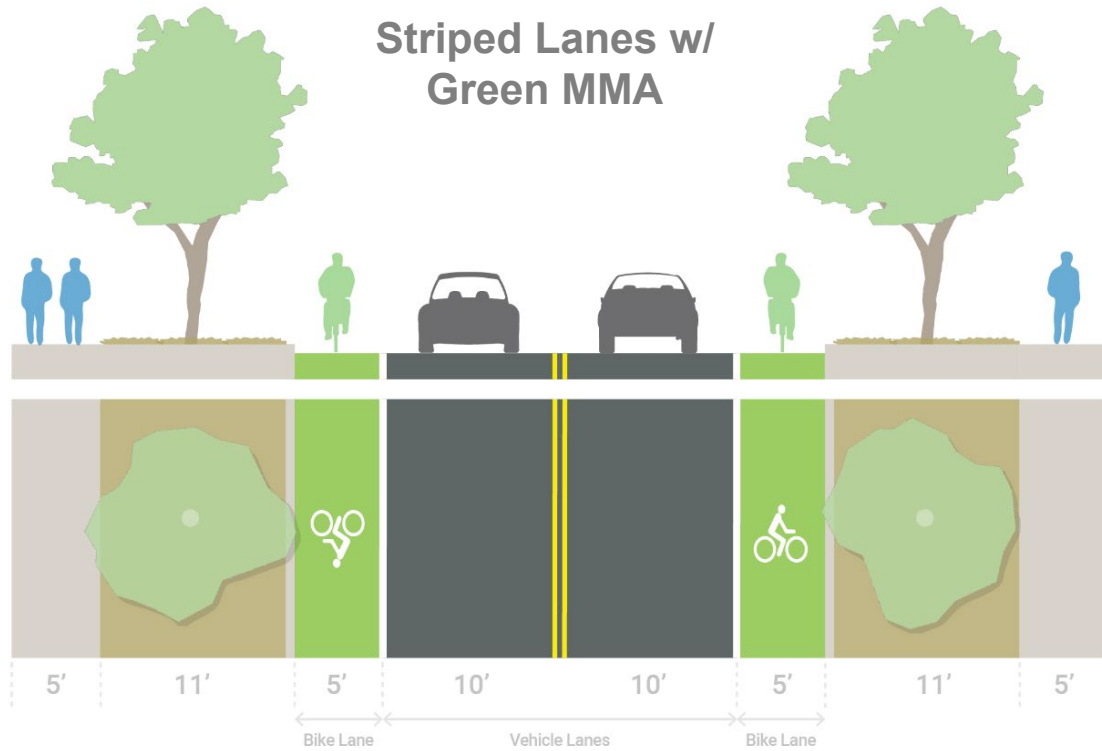 Striped Lanes w/
Green MMA
5’ 11’ 5’ 10’ 10’ 5’ 11’ 5’
Bike Lane Vehicle Lanes Bike Lane